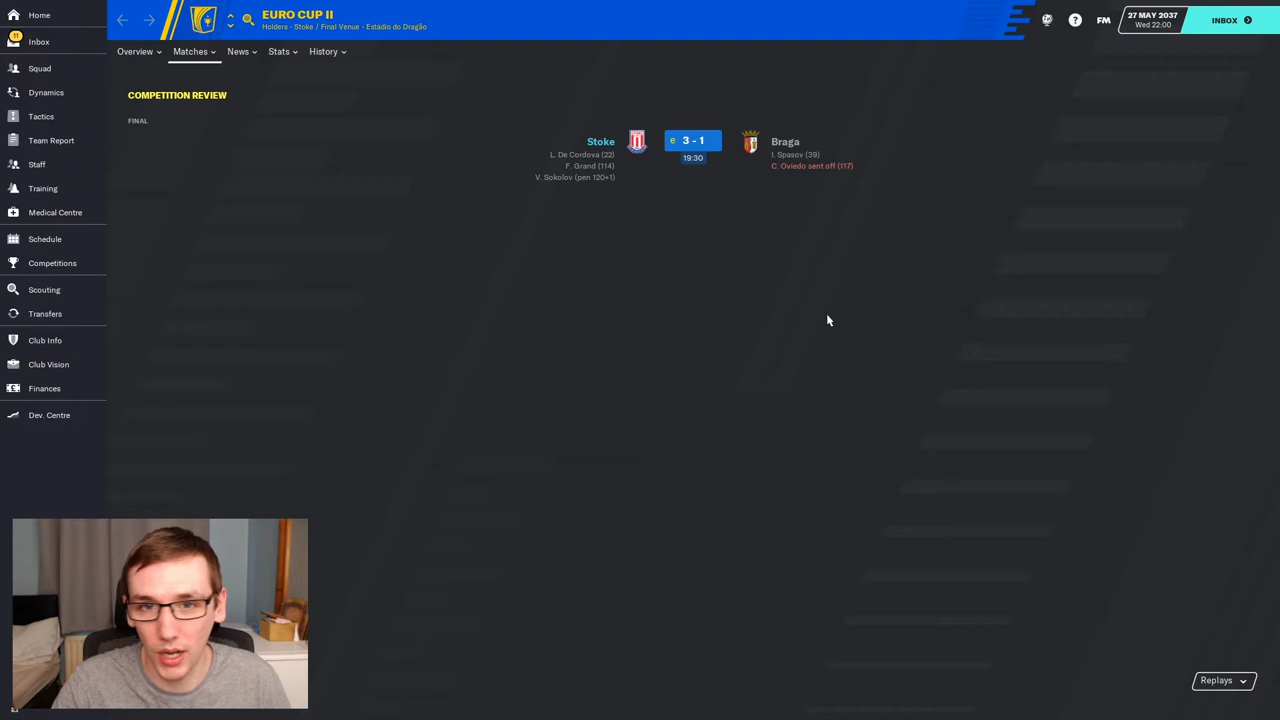 Home
11
Inbox
Squad
Dynamics
Tactics
Team Report
Staff
Training
Medical Centre
Schedule
Competitions
Scouting
Transfers
Club Info
Club Vision
Finances
Dev. Centre
EURO CUP II
Holders - Stoke / Final Venue - Estádio do Dragão
?
FM
27 MAY 2037
Wed 22:00
INBOX
Overview
Matches
News
Stats
History
COMPETITION REVIEW
FINAL
Stoke
e 3 - 1
Braga
L. De Cordova (22)
19:30
I. Spasov (39)
F. Grand (114)
C. Oviedo sent off (117)
V. Sokolov (pen 120+1)
Replays